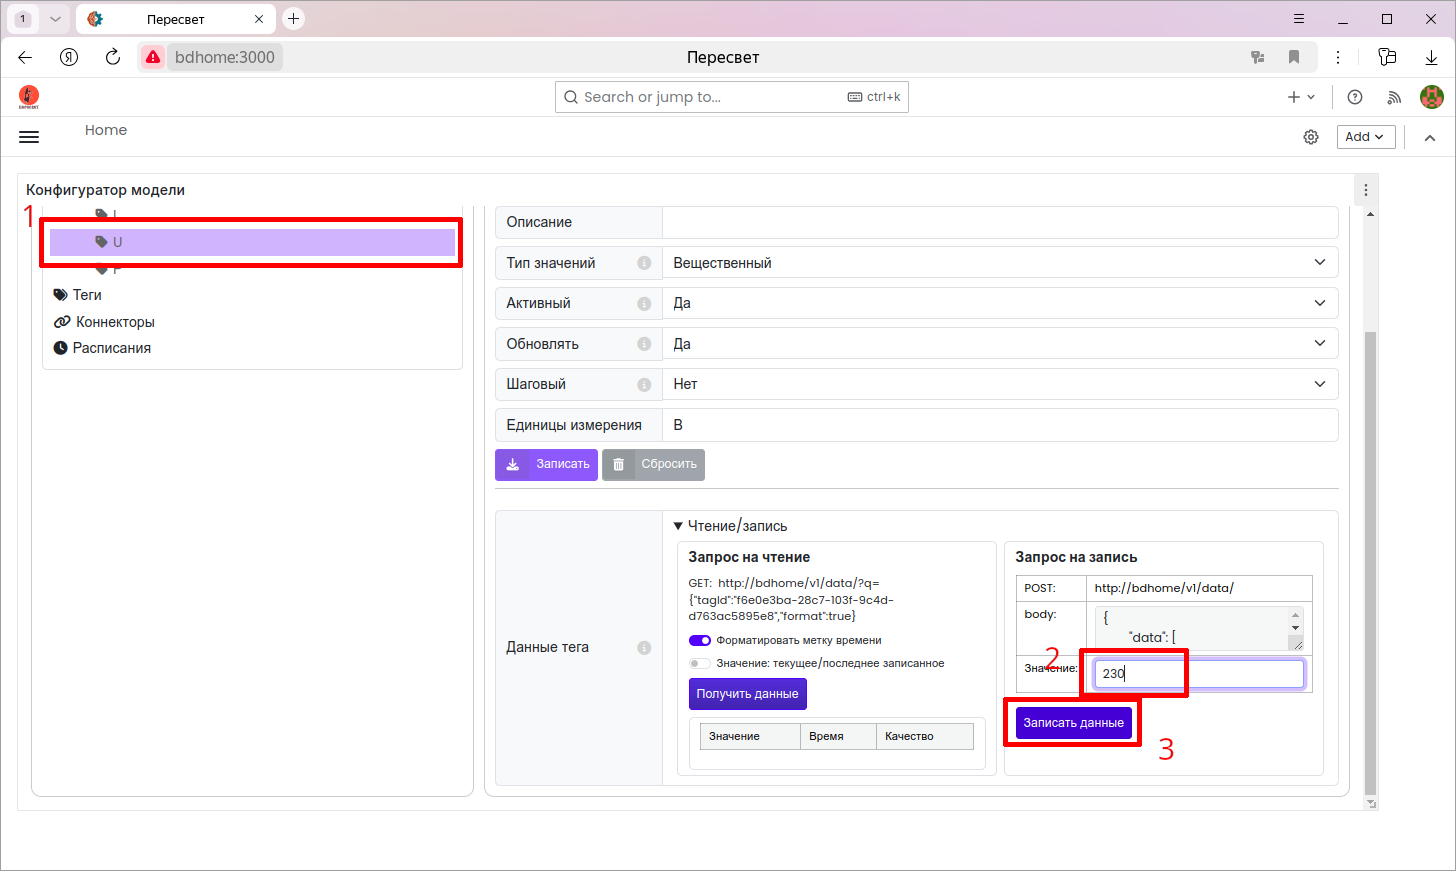 1
Пересвет
bdhome:3000
Пересвет
Search or jump to...
ctrl+k
Home
Add
Конфигуратор модели
1
I
U
P
Теги
Коннекторы
Расписания
Описание
Тип значений
Вещественный
Активный
Да
Обновлять
Да
Шаговый
Нет
Единицы измерения
В
Записать
Сбросить
Данные тега
Чтение/запись
Запрос на чтение
GET: http://bdhome/v1/data/?q=
{"tagId":"f6e0e3ba-28c7-103f-9c4d-
d763ac5895e8","format":true}
Форматировать метку времени
Значение: текущее/последнее записанное
Получить данные
Значение Время Качество
Запрос на запись
POST: http://bdhome/v1/data/
body:
{
"data": [
2
Значение:
230
Записать данные
3